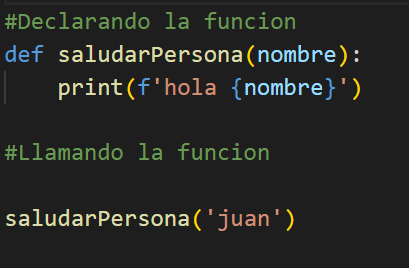 #Declarando la funcion
def saludarPersona(nombre):
    print(f'hola {nombre}')
#Llamando la funcion
saludarPersona('juan')